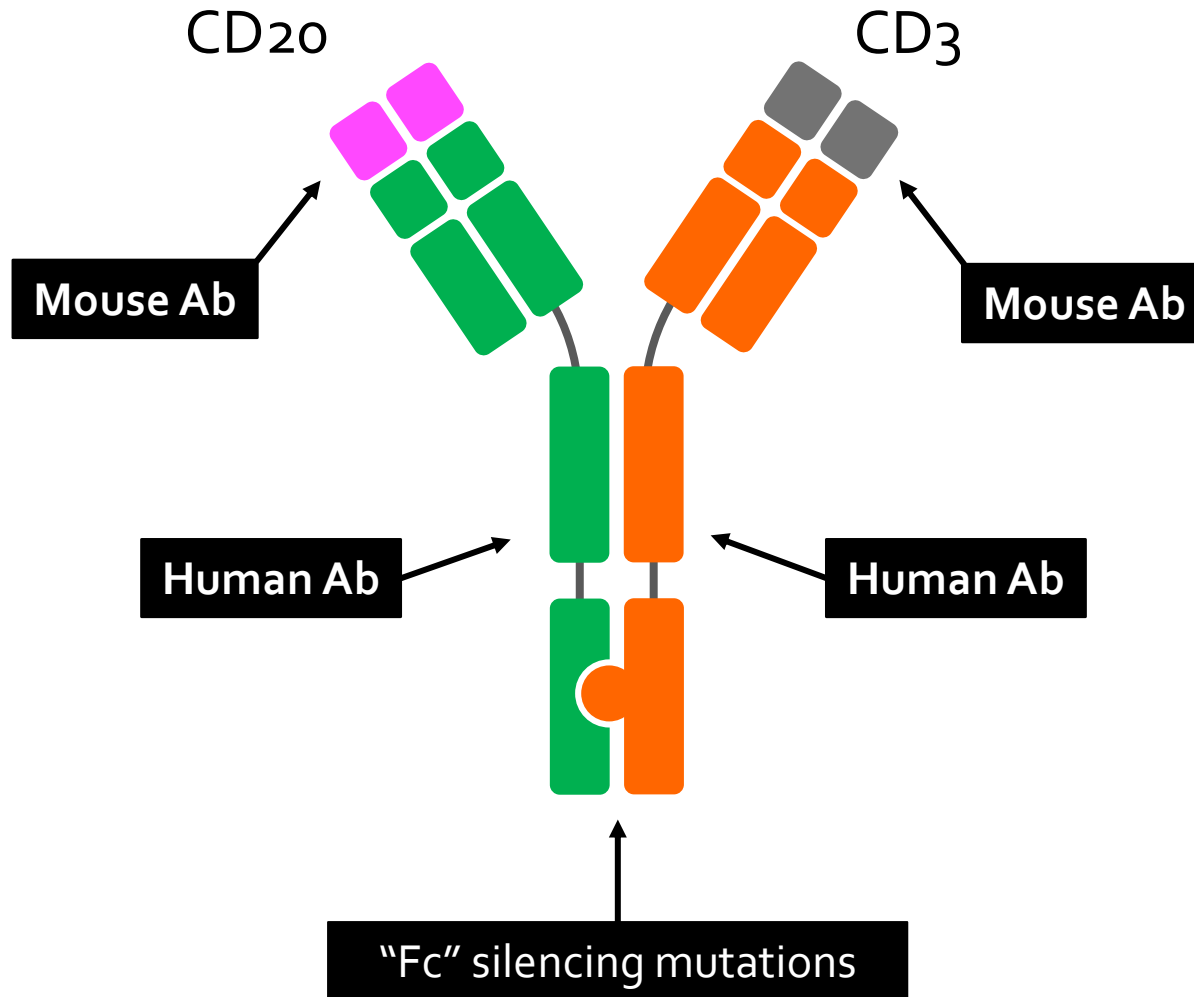 CD20
CD3
Mouse Ab
Mouse Ab
Human Ab
Human Ab
“Fc” silencing mutations